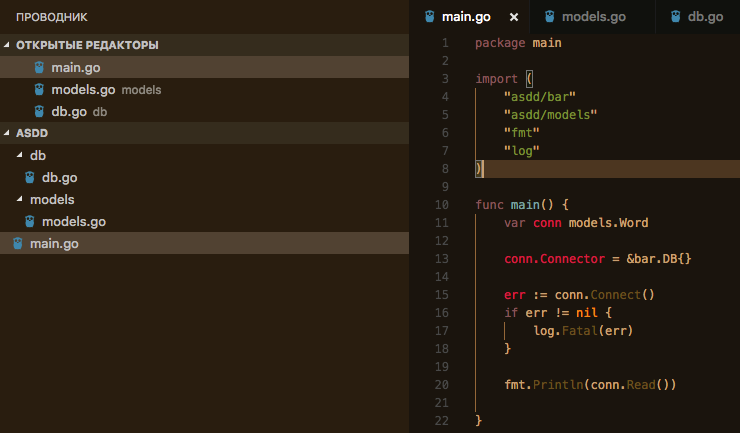 ПРОВОДНИК
ОТКРЫТЫЕ РЕДАКТОРЫ
main.go
models.go models
db.go db
ASDD
db
db.go
models
models.go
main.go
main.go ×
models.go
db.go
1 package main
2
3 import (
4 "asdd/bar"
5 "asdd/models"
6 "fmt"
7 "log"
8 )
9
10 func main() {
11 var conn models.Word
12
13 conn.Connector = &bar.DB{}
14
15 err := conn.Connect()
16 if err != nil {
17 log.Fatal(err)
18 }
19
20 fmt.Println(conn.Read())
21
22 }